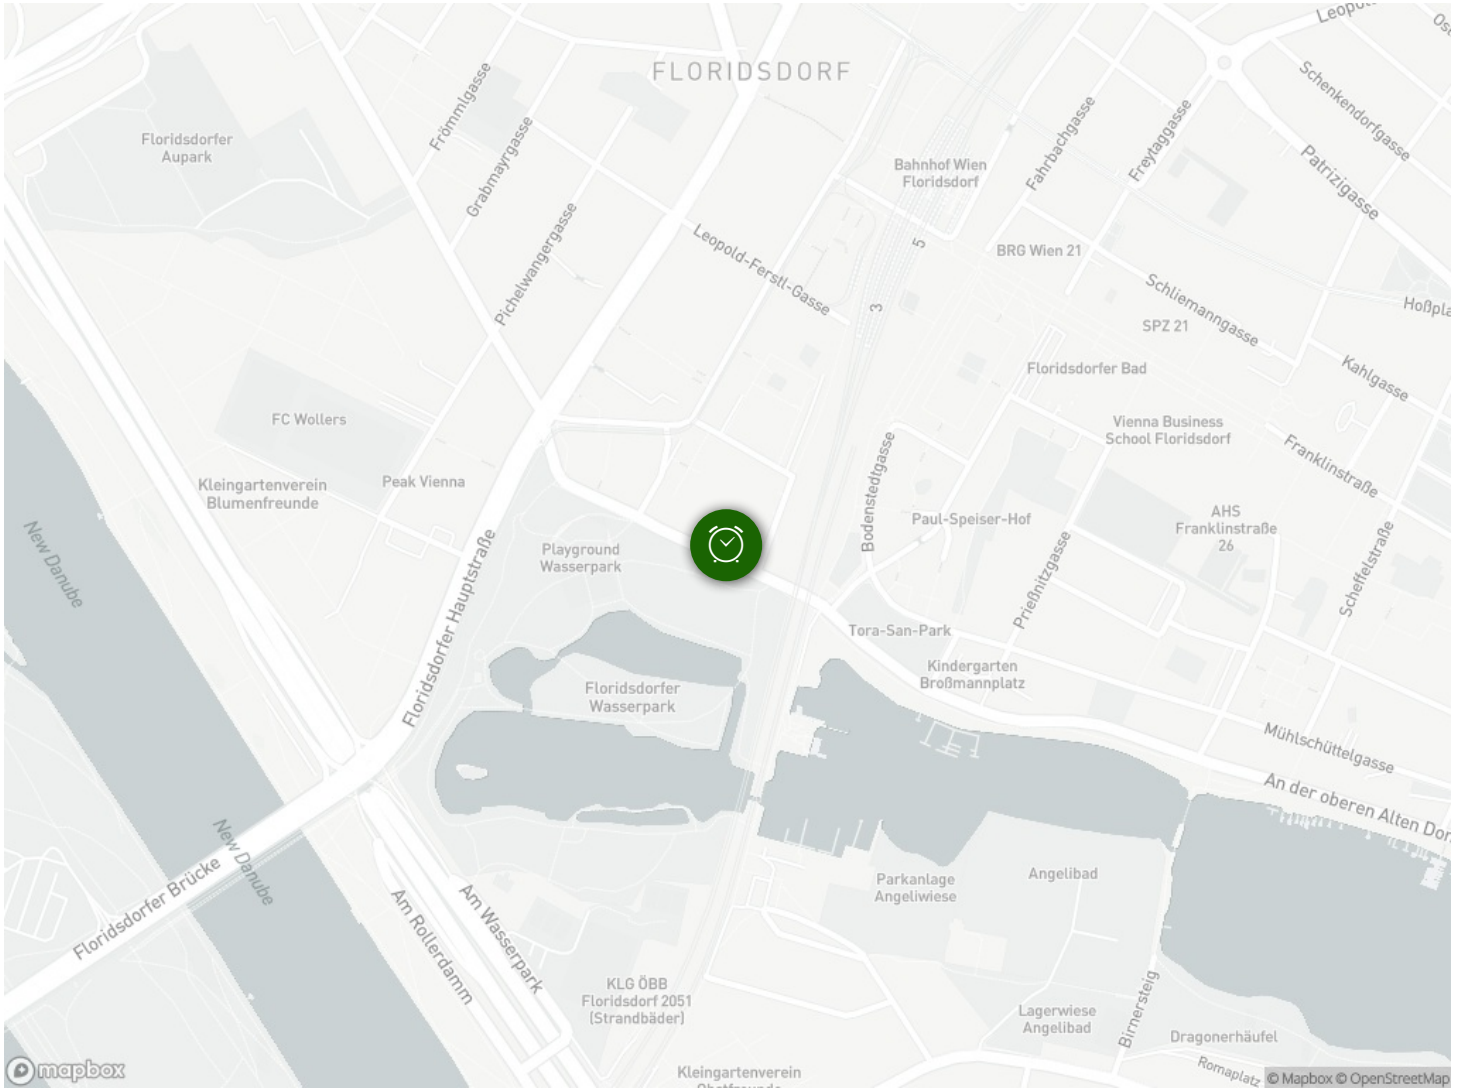 Leopold
FLORIDSDORF
Frömmlgasse
Grabmayrgasse
Pichelwangergasse
Floridsdorfer
Aupark
Bahnhof Wien
Floridsdorf
Fahrbachgasse
Freytaggasse
Schenkendorfgasse
Patrizigasse
Leopold-Ferstl-Gasse
5
3
BRG Wien 21
Schliemanngasse
Hoßpla
SPZ 21
Floridsdorfer Bad
Kahlgasse
FC Wollers
Vienna Business
School Floridsdorf
Franklinstraße
Kleingartenverein
Blumenfreunde
Peak Vienna
Bodenstedtgasse
Paul-Speiser-Hof
AHS
Franklinstraße
26
Scheffelstraße
Prießnitzgasse
New Danube
Playground
Wasserpark
Floridsdorfer Hauptstraße
Tora-San-Park
Kindergarten
Broßmannplatz
Floridsdorfer
Wasserpark
Mühlschüttelgasse
An der oberen Alten Don
New Danube
Floridsdorfer Brücke
Am Rollerdamm
Am Wasserpark
Parkanlage
Angeliwiese
Angelibad
KLG ÖBB
Floridsdorf 2051
(Strandbäder)
Lagerwiese
Angelibad
Birnersteig
Dragonerhäufel
Romaplatz
Kleingartenverein
mapbox
© Mapbox © OpenStreetMap